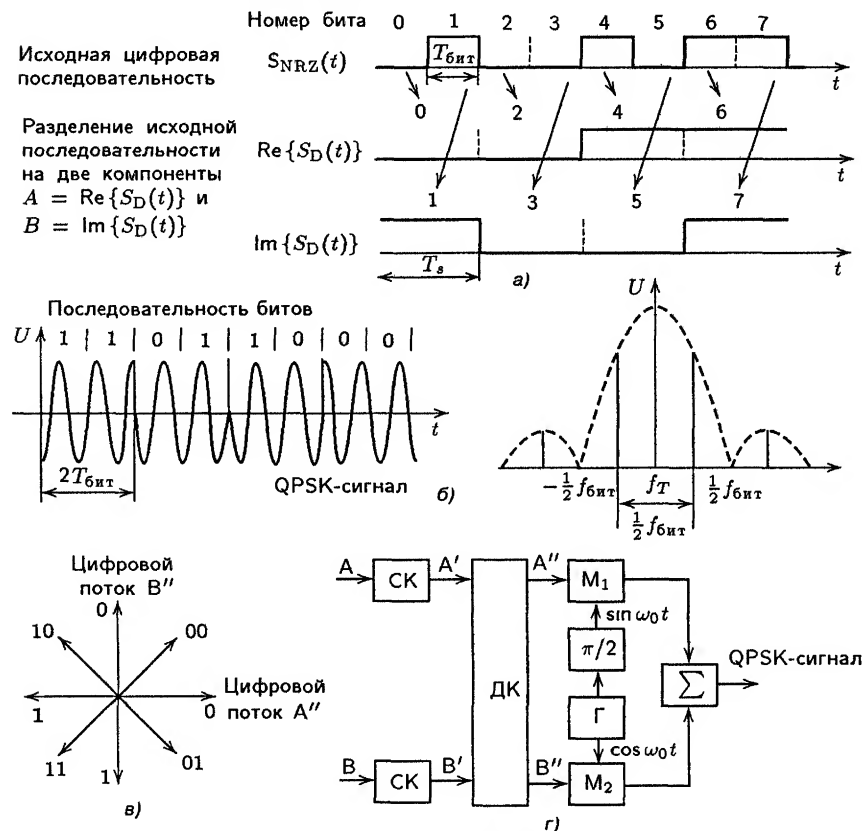 Номер бита 0 1 2 3 4 5 6 7
Исходная цифровая
последовательность
S_NRZ(t)
T_бит
t
0 2 4 6
Разделение исходной
последовательности
на две компоненты
A = Re{S_D(t)} и
B = Im{S_D(t)}
Re{S_D(t)}
t
1 3 5 7
Im{S_D(t)}
T_s
t
а)
Последовательность битов
U 1 | 1 | 0 | 1 | 1 | 0 | 0 | 0 |
t
2T_бит
QPSK-сигнал
б)
U
-½ f_бит f_T ½ f_бит
½ f_бит
Цифровой
поток B″
0
10 00
1
Цифровой
поток A″
0
11 01
1
в)
A СК A′ A″ M₁
sin ω₀t
π/2
ДК
QPSK-сигнал
Σ
Г
cos ω₀t
B СК B′ B″ M₂
г)